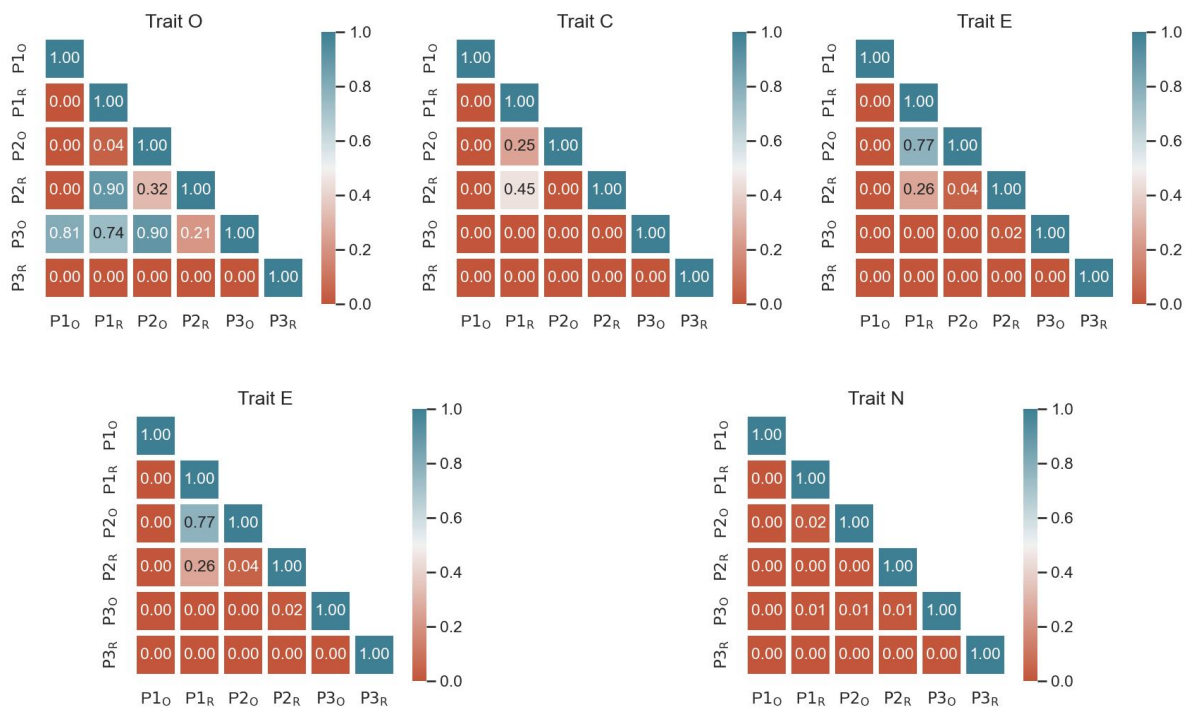 Trait O
P1O 1.00
P1R 0.00 1.00
P2O 0.00 0.04 1.00
P2R 0.00 0.90 0.32 1.00
P3O 0.81 0.74 0.90 0.21 1.00
P3R 0.00 0.00 0.00 0.00 0.00 1.00
P1O P1R P2O P2R P3O P3R
1.0
0.8
0.6
0.4
0.2
0.0
Trait C
P1O 1.00
P1R 0.00 1.00
P2O 0.00 0.25 1.00
P2R 0.00 0.45 0.00 1.00
P3O 0.00 0.00 0.00 0.00 1.00
P3R 0.00 0.00 0.00 0.00 0.00 1.00
P1O P1R P2O P2R P3O P3R
1.0
0.8
0.6
0.4
0.2
0.0
Trait E
P1O 1.00
P1R 0.00 1.00
P2O 0.00 0.77 1.00
P2R 0.00 0.26 0.04 1.00
P3O 0.00 0.00 0.00 0.02 1.00
P3R 0.00 0.00 0.00 0.00 0.00 1.00
P1O P1R P2O P2R P3O P3R
1.0
0.8
0.6
0.4
0.2
0.0
Trait E
P1O 1.00
P1R 0.00 1.00
P2O 0.00 0.77 1.00
P2R 0.00 0.26 0.04 1.00
P3O 0.00 0.00 0.00 0.02 1.00
P3R 0.00 0.00 0.00 0.00 0.00 1.00
P1O P1R P2O P2R P3O P3R
1.0
0.8
0.6
0.4
0.2
0.0
Trait N
P1O 1.00
P1R 0.00 1.00
P2O 0.00 0.02 1.00
P2R 0.00 0.00 0.00 1.00
P3O 0.00 0.01 0.01 0.01 1.00
P3R 0.00 0.00 0.00 0.00 0.00 1.00
P1O P1R P2O P2R P3O P3R
1.0
0.8
0.6
0.4
0.2
0.0